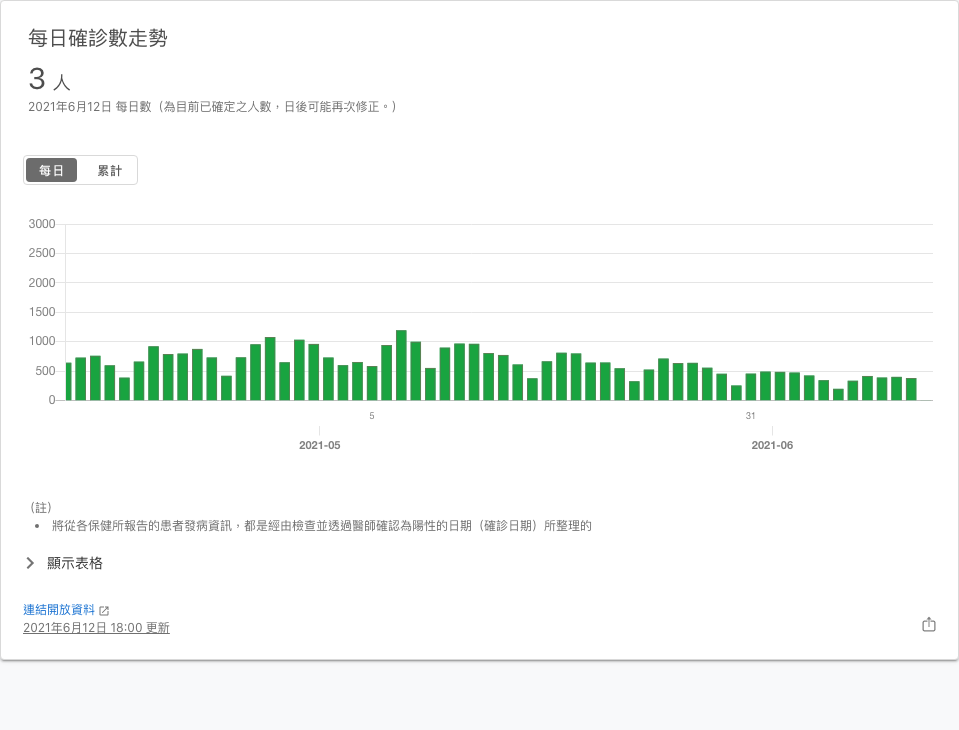 每日確診數走勢
3 人
2021年6月12日 每日數（為目前已確定之人數，日後可能再次修正。）
每日 累計
3000
2500
2000
1500
1000
500
0
5 31
2021-05 2021-06
（註）
• 將從各保健所報告的患者發病資訊，都是經由檢查並透過醫師確認為陽性的日期（確診日期）所整理的
顯示表格
連結開放資料
2021年6月12日 18:00 更新